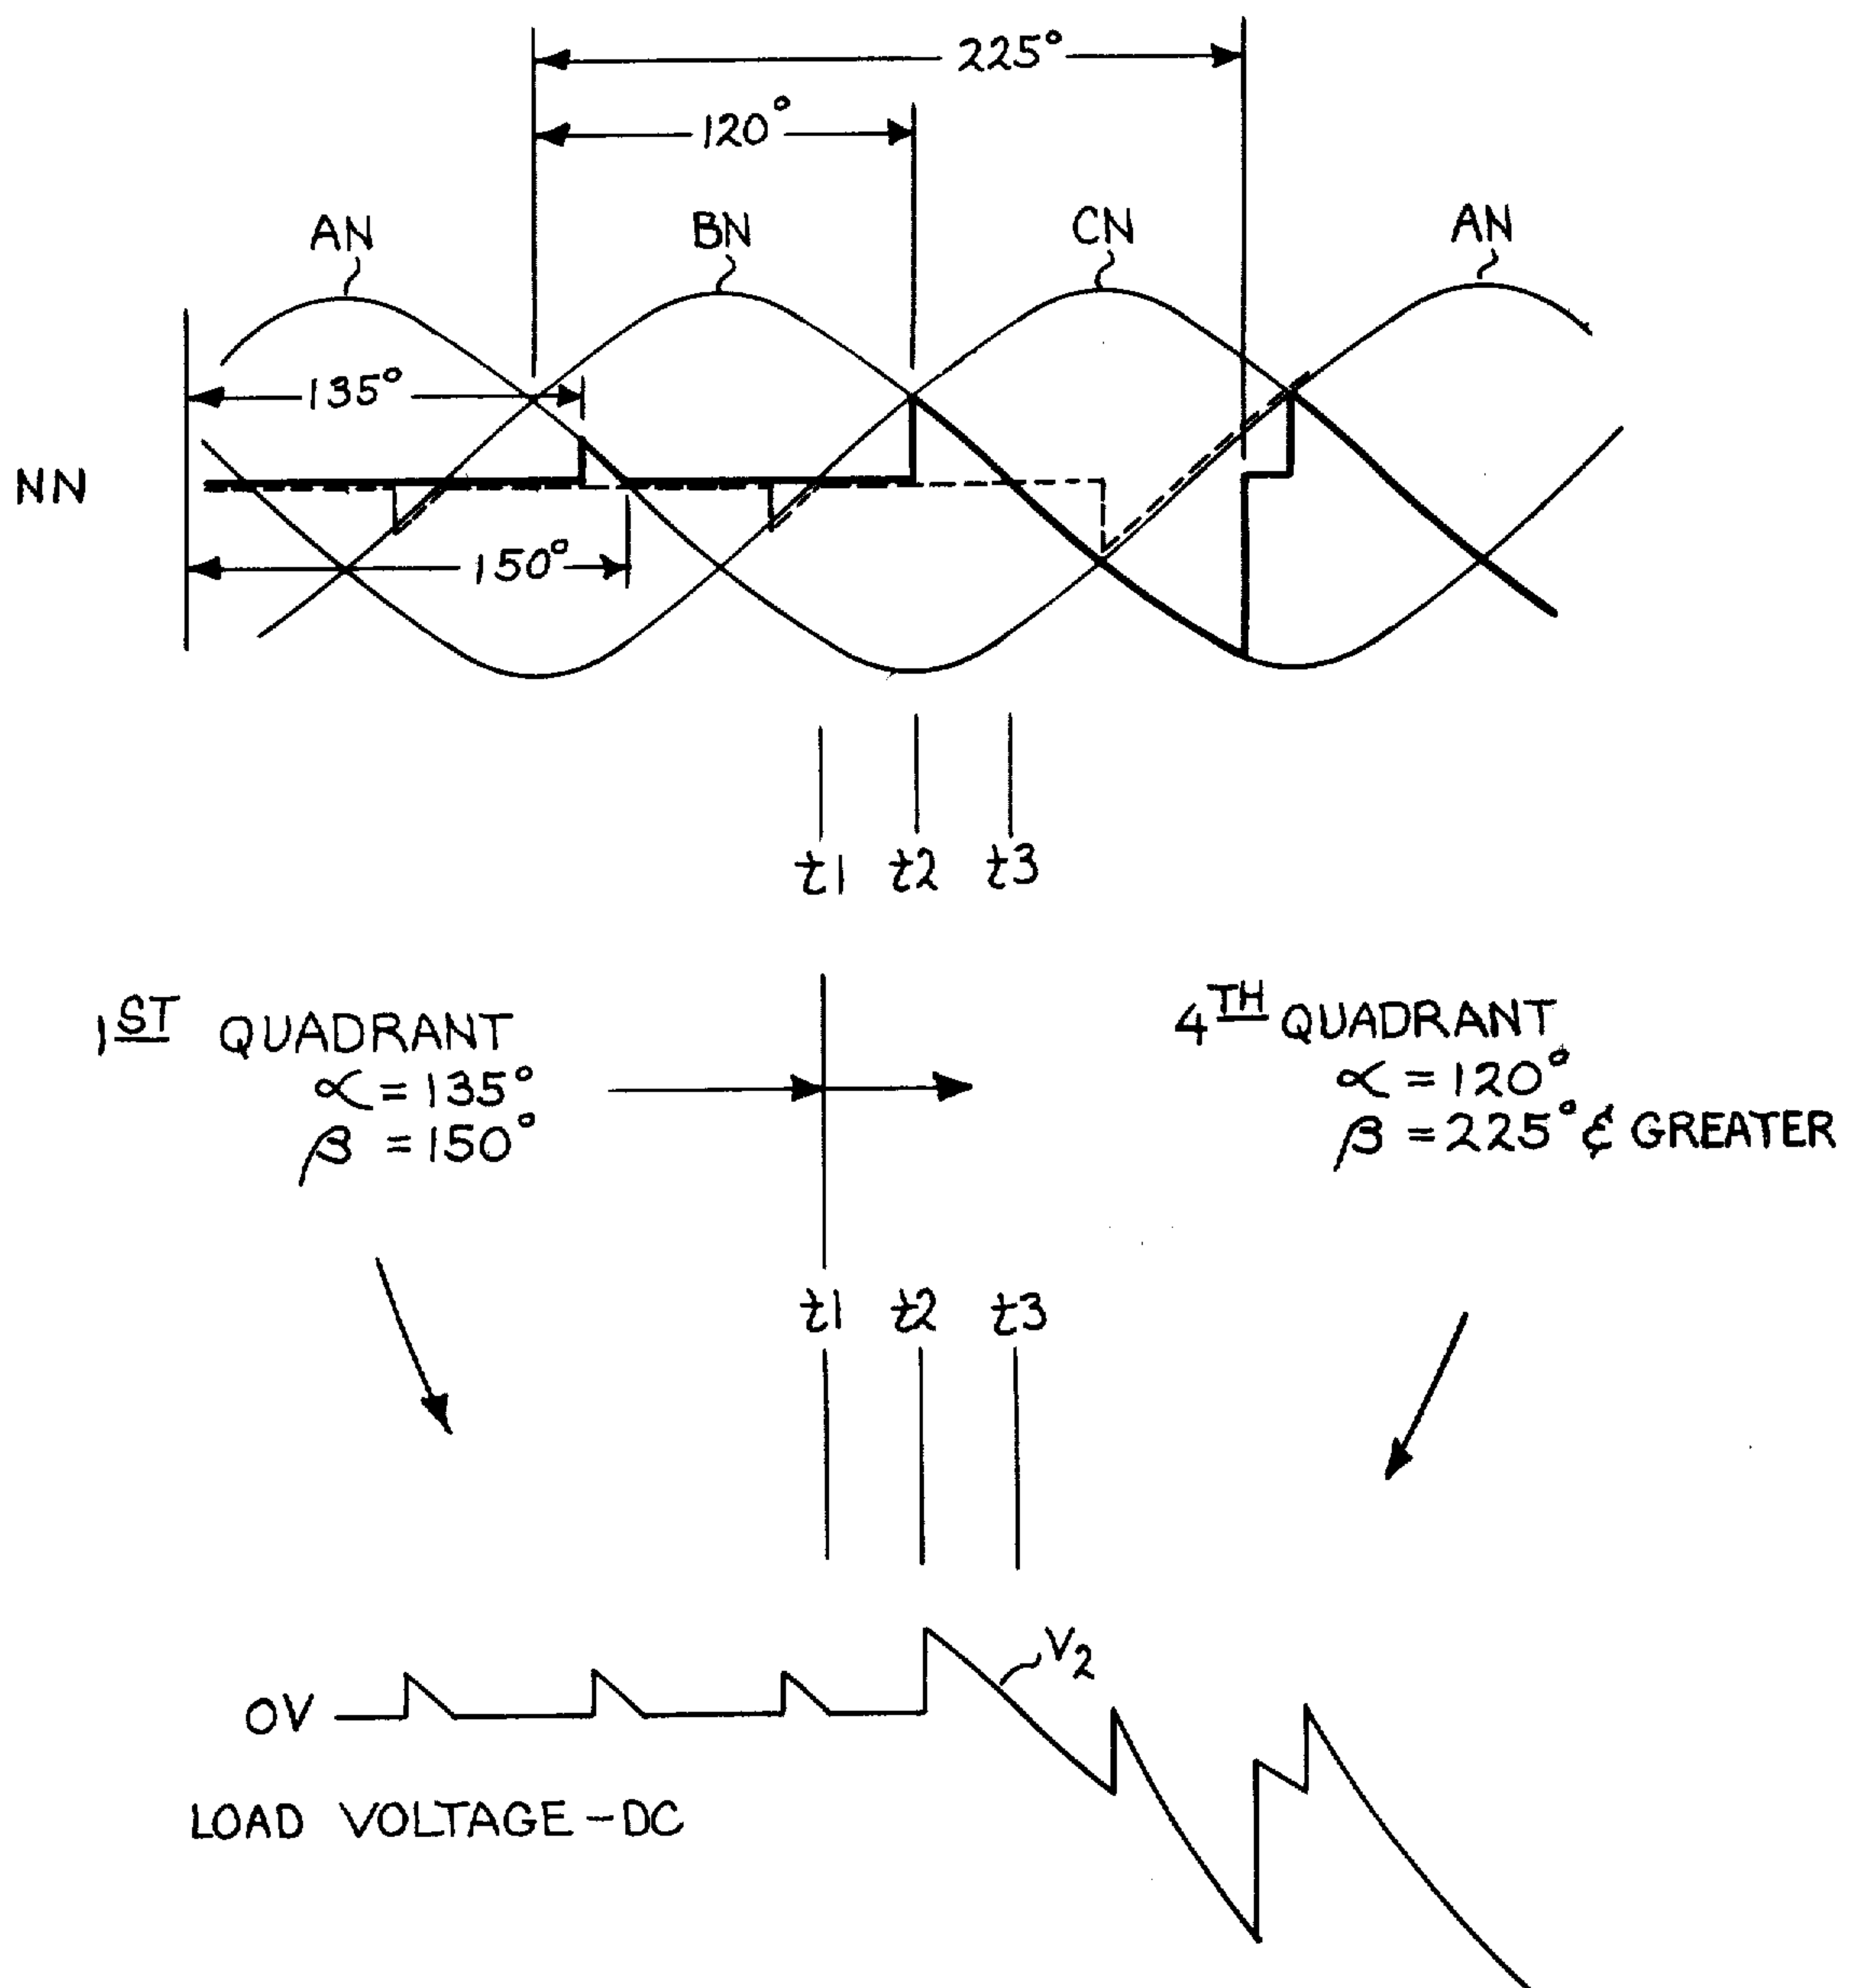 225°
120°
AN BN CN AN
135°
NN
150°
t1 t2 t3
1ST QUADRANT
α = 135°
β = 150°
4TH QUADRANT
α = 120°
β = 225° & GREATER
t1 t2 t3
V2
0V
LOAD VOLTAGE - DC